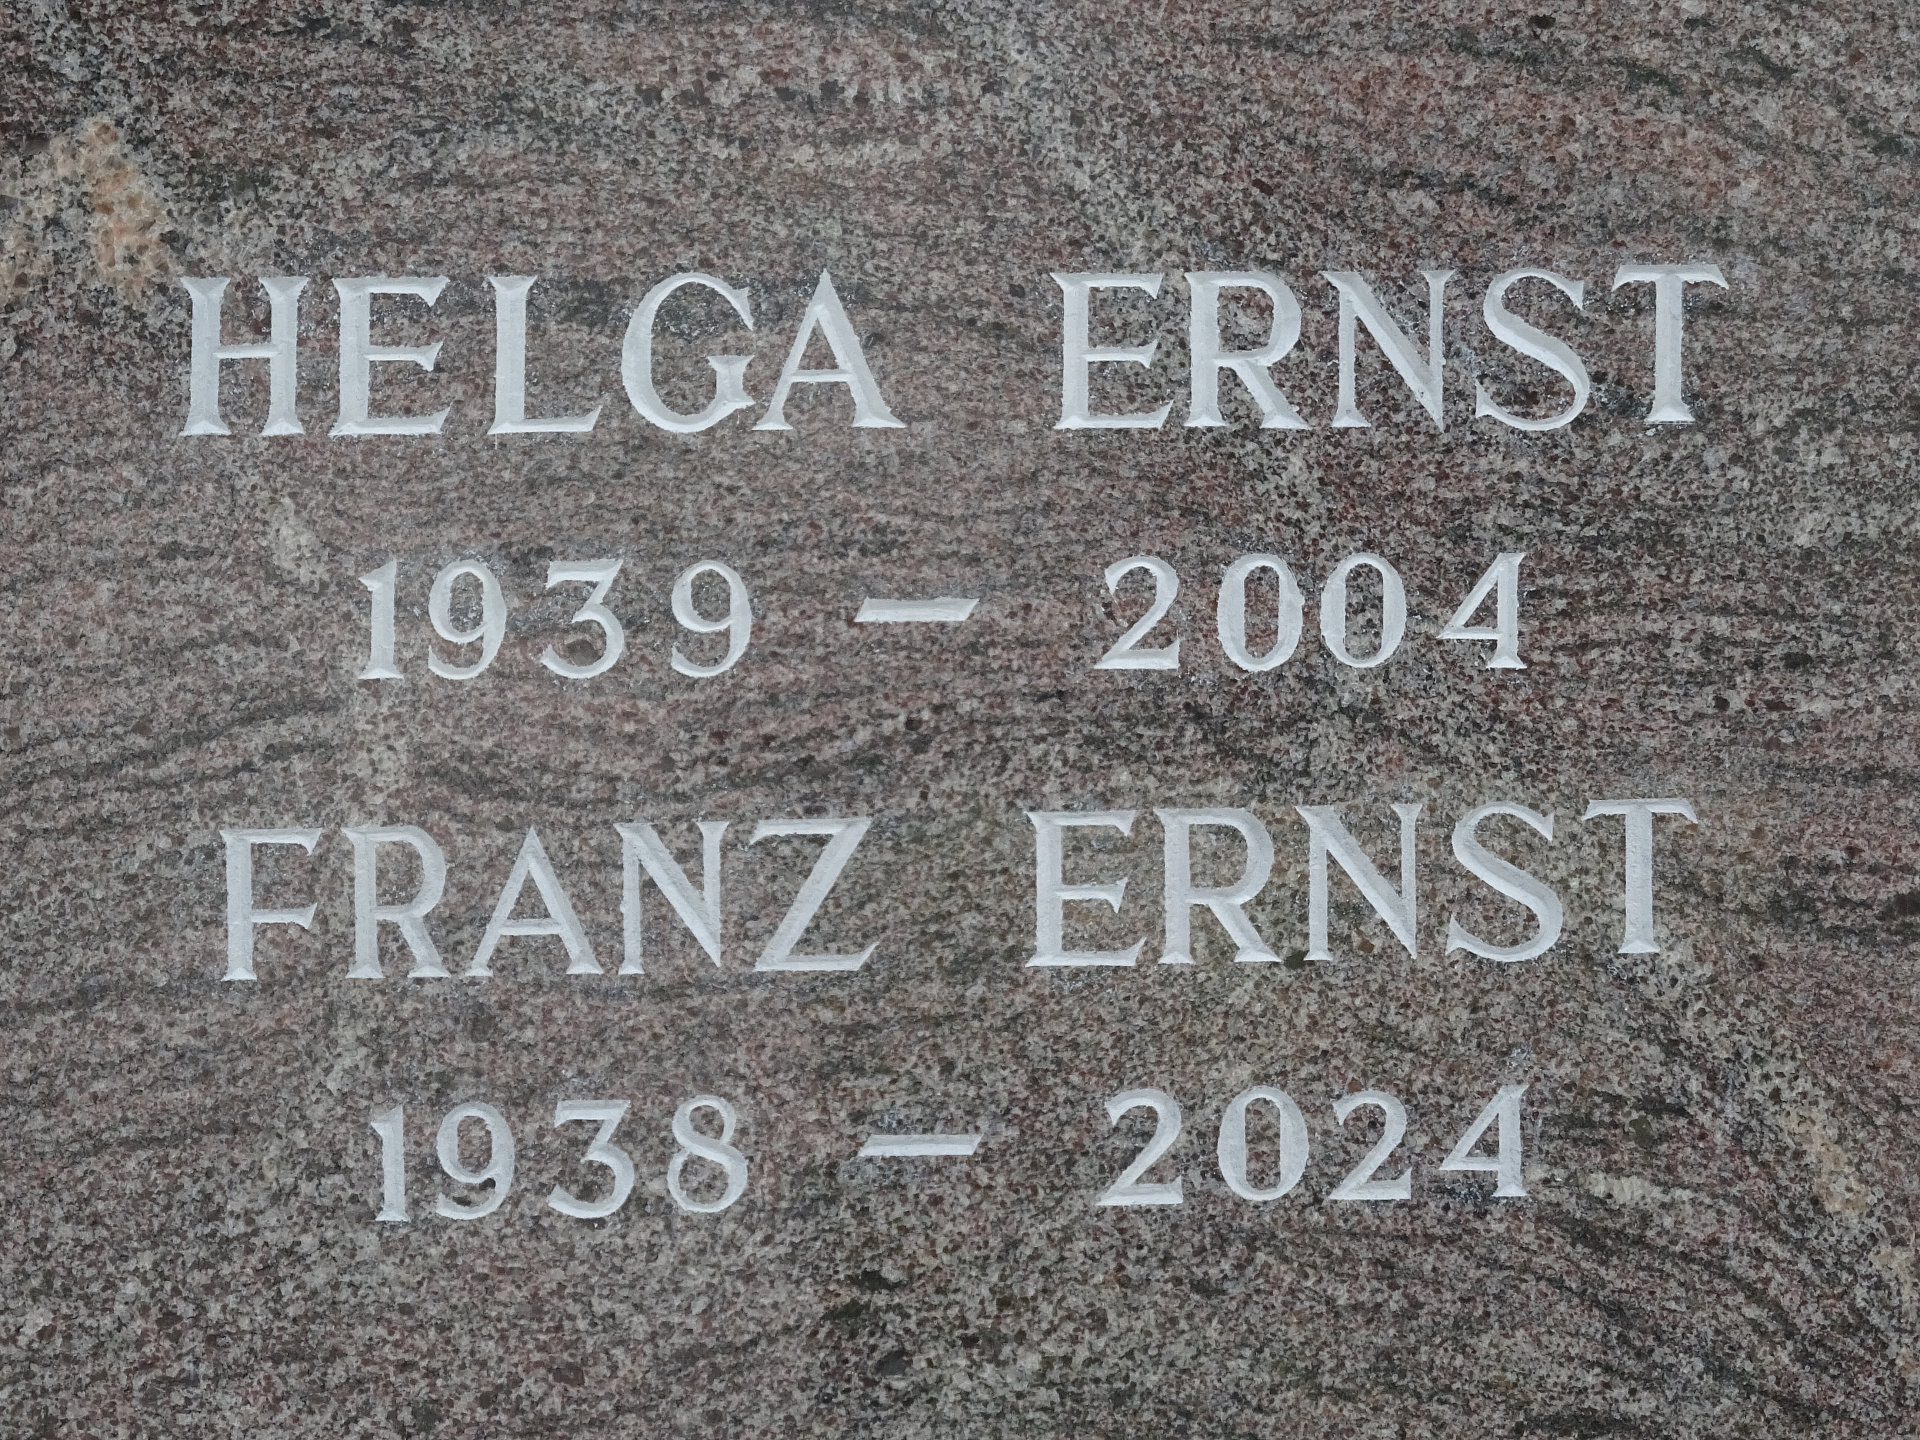 HELGA ERNST
1939 — 2004
FRANZ ERNST
1938 — 2024